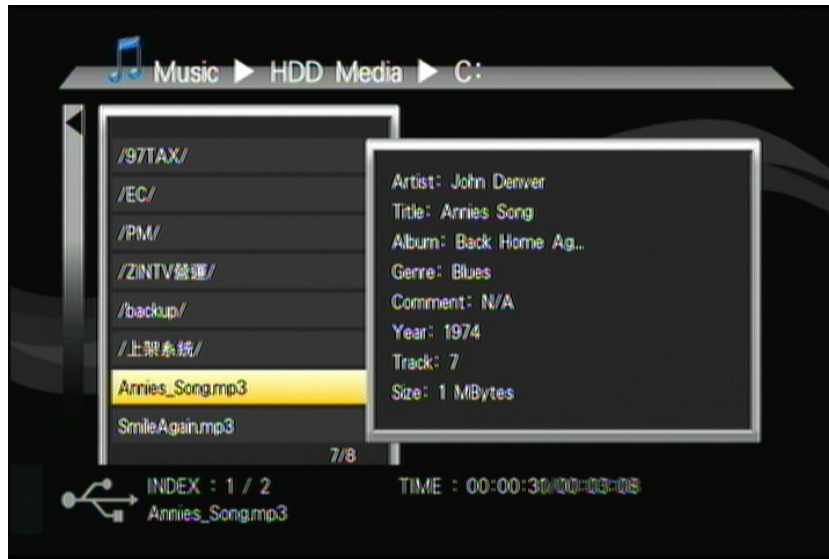 Music ▶ HDD Media ▶ C:
/97TAX/
/EC/
/PM/
/ZINTV營運/
/backup/
/上架系統/
Annies_Song.mp3
SmileAgain.mp3
7/8
Artist: John Denver
Title: Annies Song
Album: Back Home Ag...
Genre: Blues
Comment: N/A
Year: 1974
Track: 7
Size: 1 MBytes
INDEX : 1 / 2
TIME : 00:00:30/00:03:08
Annies_Song.mp3